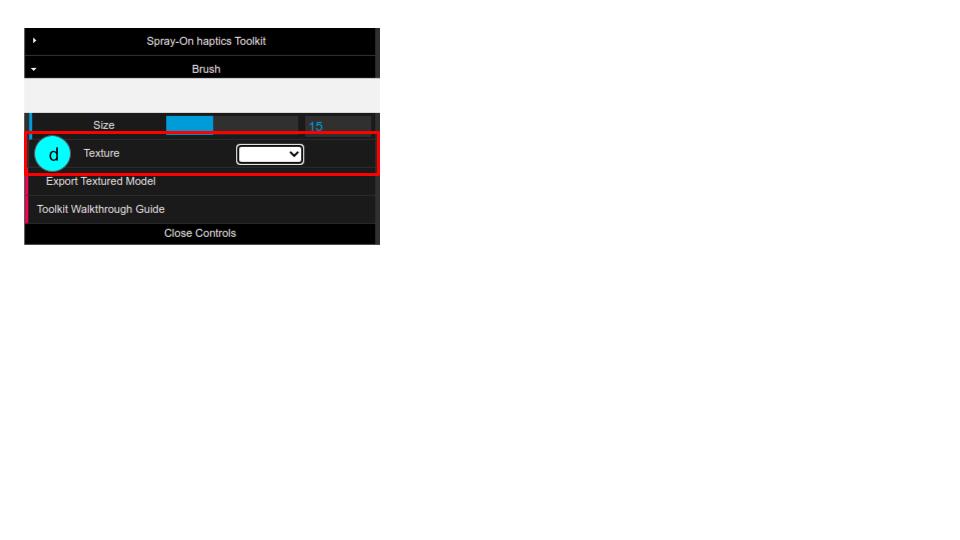 Spray-On haptics Toolkit
Brush
Size 15
d Texture
Export Textured Model
Toolkit Walkthrough Guide
Close Controls